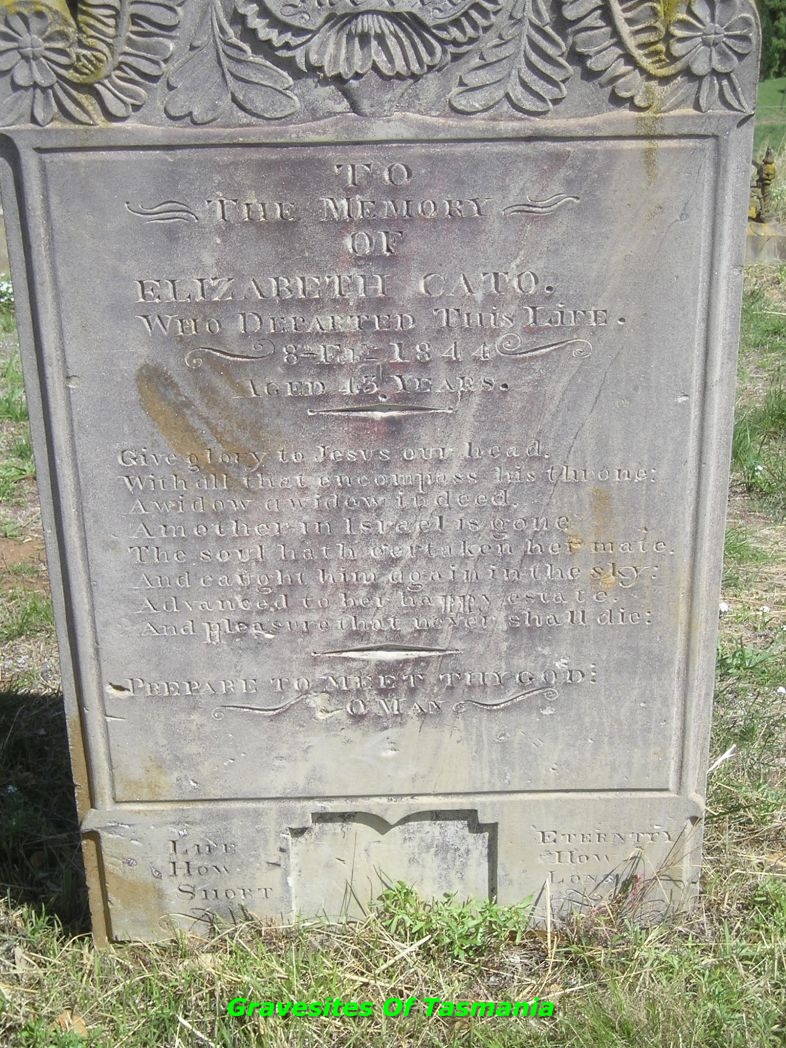 TO
THE MEMORY
OF
ELIZABETH CATO.
WHO DEPARTED THIS LIFE.
1844
AGED 43 YEARS.
Give glory to Jesvs our head.
With all that encompass his throne:
A widow a widow indeed.
A mother in Israel is gone
The soul hath overtaken her mate.
And caught him again in the sky:
Advanced to her happy estate.
And pleasure that never shall die:
PREPARE TO MEET THY GOD:
O MAN
LIFE
HOW
SHORT
ETERNITY
HOW
LONG
Gravesites Of Tasmania